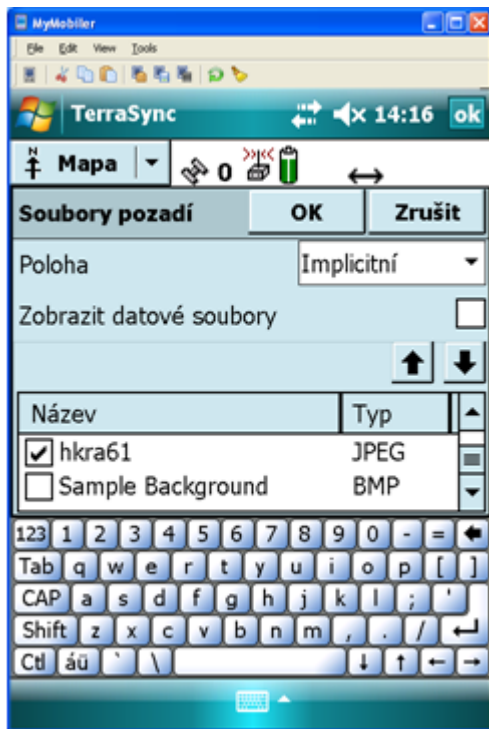 MyMobiler
File Edit View Tools
TerraSync 14:16 ok
N
Mapa 0
Soubory pozadí OK Zrušit
Poloha Implicitní
Zobrazit datové soubory
Název Typ
hkra61 JPEG
Sample Background BMP
123 1 2 3 4 5 6 7 8 9 0 - =
Tab q w e r t y u i o p [ ]
CAP a s d f g h j k l ; '
Shift z x c v b n m , . /
Ctl áü ` \